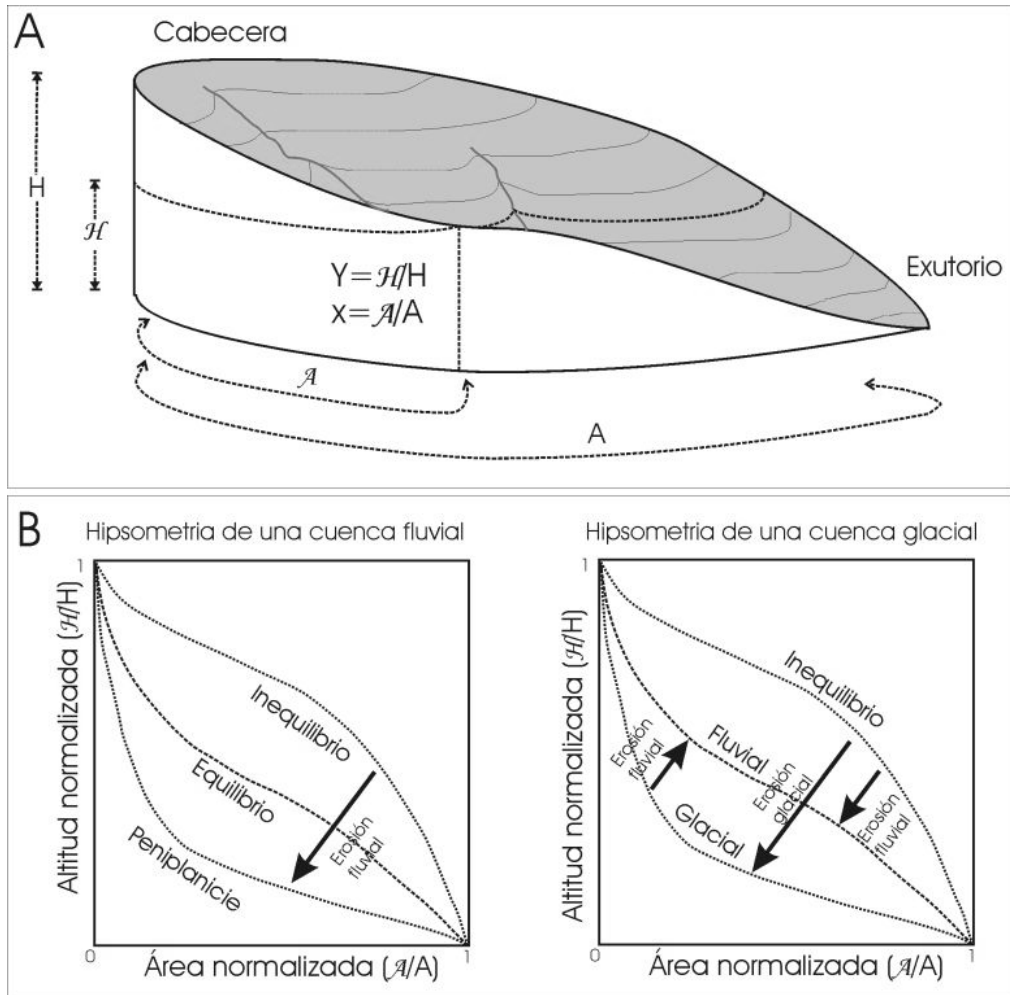 A
Cabecera
H
ℋ
Y=ℋ/H
x=𝒜/A
Exutorio
𝒜
A
B
Hipsometria de una cuenca fluvial
1
Altitud normalizada (ℋ/H)
Inequilibrio
Equilibrio
Peniplanicie
Erosión
fluvial
0
1
Área normalizada (𝒜/A)
Hipsometria de una cuenca glacial
1
Altitud normalizada (ℋ/H)
Inequilibrio
Fluvial
Erosión
fluvial
Erosión
glacial
Erosión
fluvial
Glacial
0
1
Área normalizada (𝒜/A)